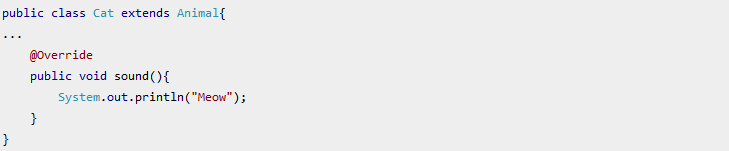 public class Cat extends Animal{
...
    @Override
    public void sound(){
        System.out.println("Meow");
    }
}